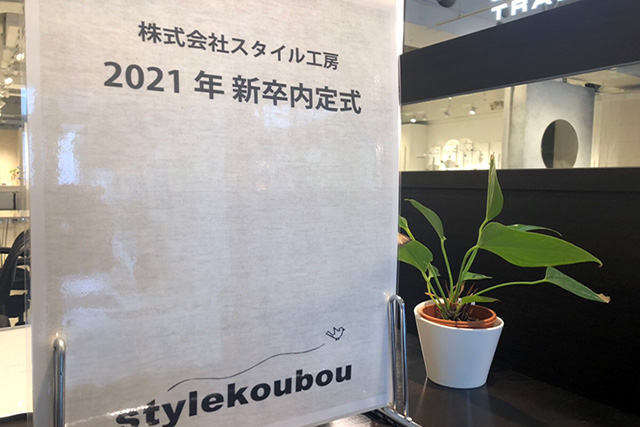 株式会社スタイル工房
2021 年 新卒内定式
stylekoubou